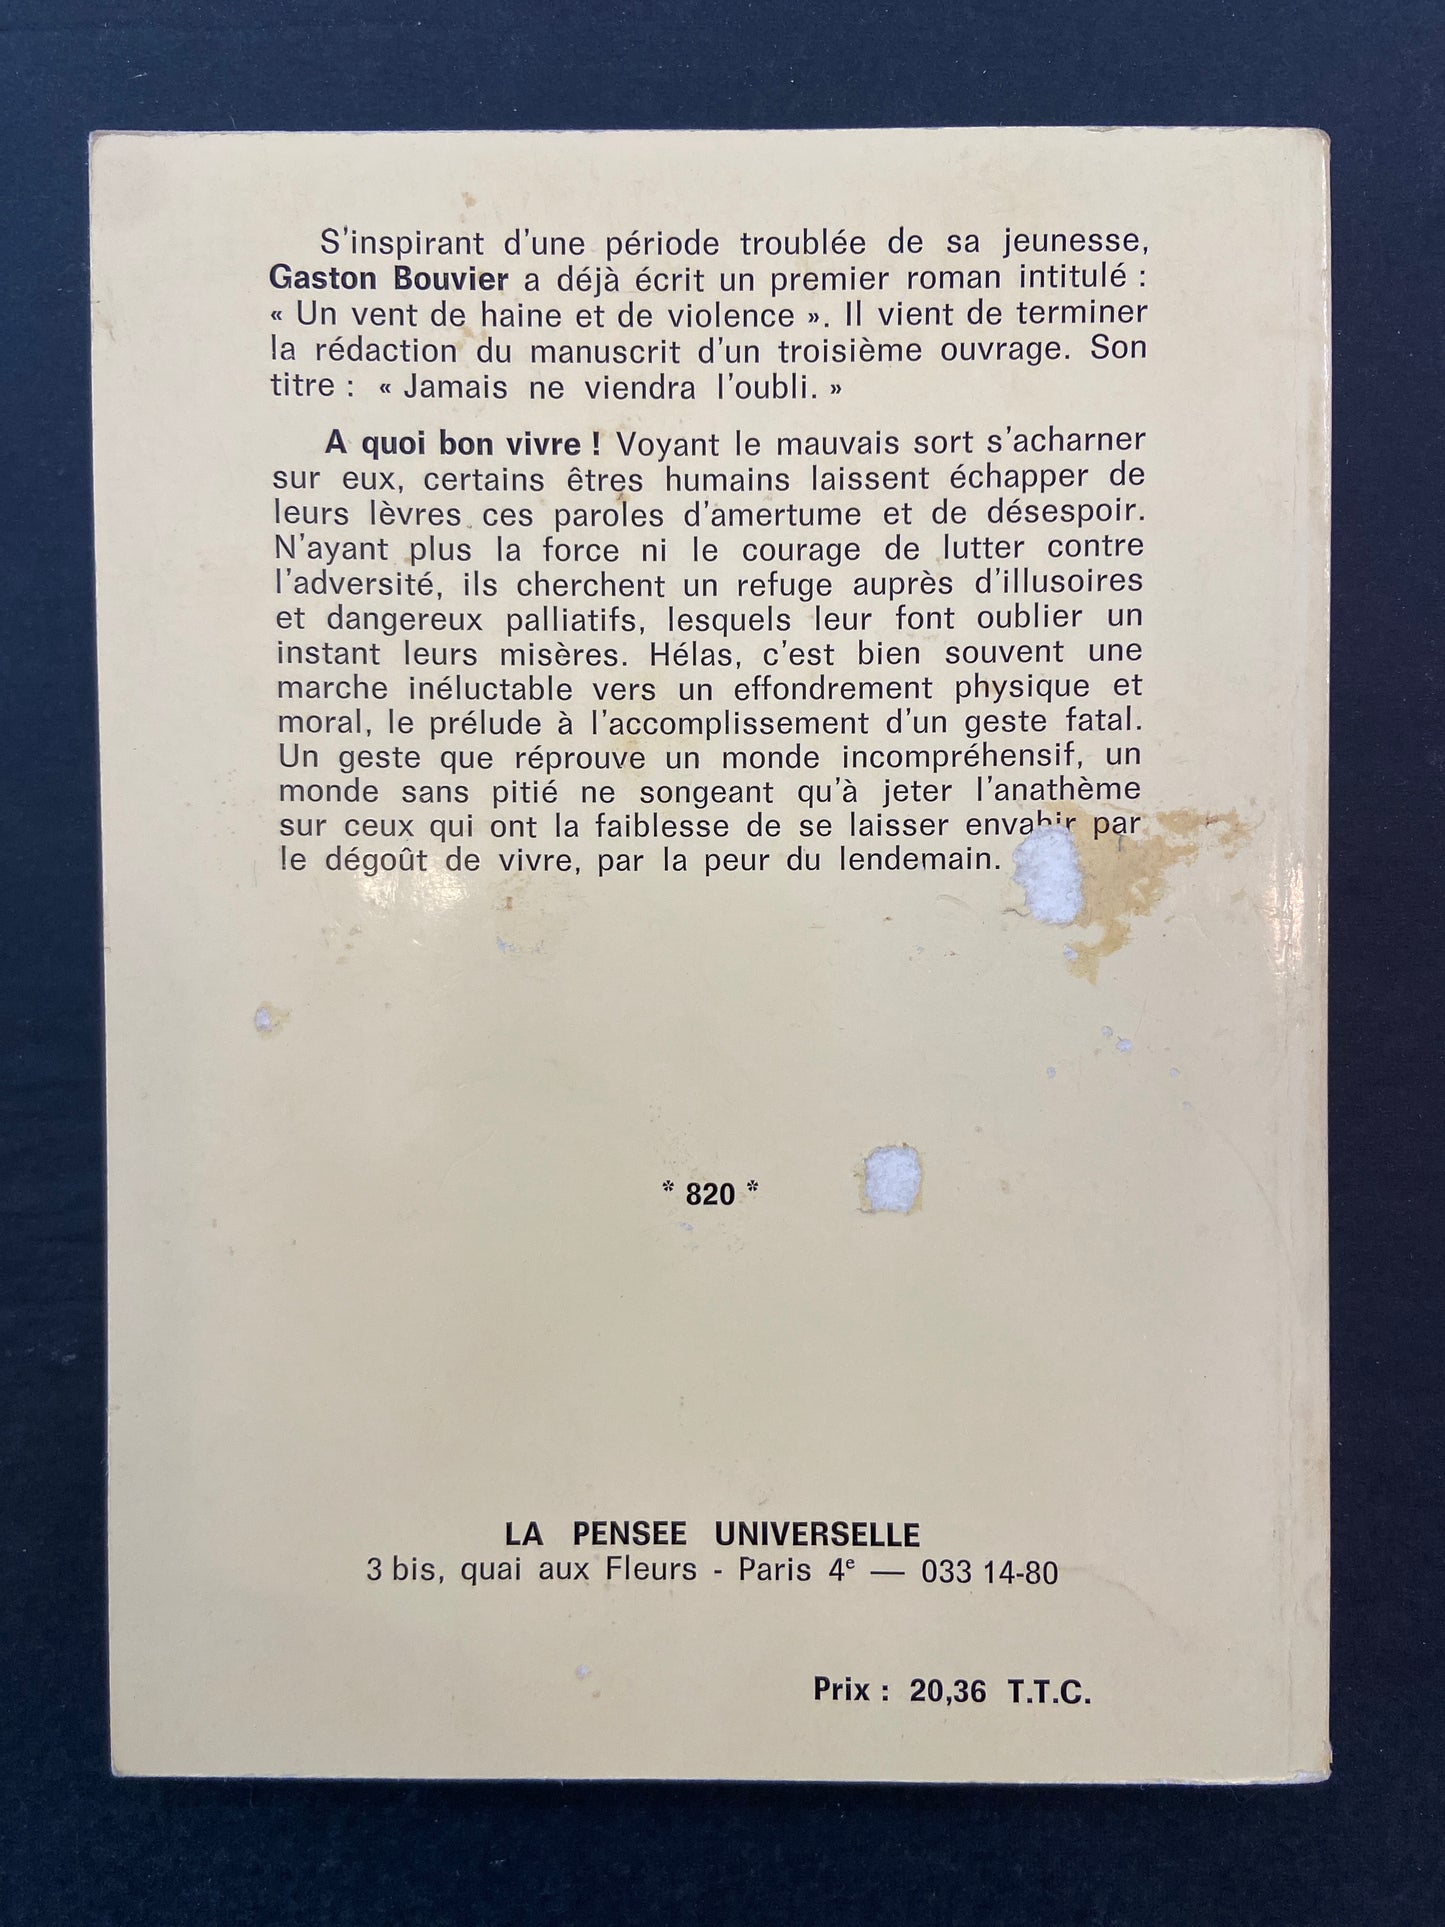 S'inspirant d'une période troublée de sa jeunesse,
Gaston Bouvier a déjà écrit un premier roman intitulé :
« Un vent de haine et de violence ». Il vient de terminer
la rédaction du manuscrit d'un troisième ouvrage. Son
titre : « Jamais ne viendra l'oubli. »
A quoi bon vivre ! Voyant le mauvais sort s'acharner
sur eux, certains êtres humains laissent échapper de
leurs lèvres ces paroles d'amertume et de désespoir.
N'ayant plus la force ni le courage de lutter contre
l'adversité, ils cherchent un refuge auprès d'illusoires
et dangereux palliatifs, lesquels leur font oublier un
instant leurs misères. Hélas, c'est bien souvent une
marche inéluctable vers un effondrement physique et
moral, le prélude à l'accomplissement d'un geste fatal.
Un geste que réprouve un monde incompréhensif, un
monde sans pitié ne songeant qu'à jeter l'anathème
sur ceux qui ont la faiblesse de se laisser envahir par
le dégoût de vivre, par la peur du lendemain.
* 820 *
LA PENSEE UNIVERSELLE
3 bis, quai aux Fleurs - Paris 4e — 033 14-80
Prix : 20,36 T.T.C.